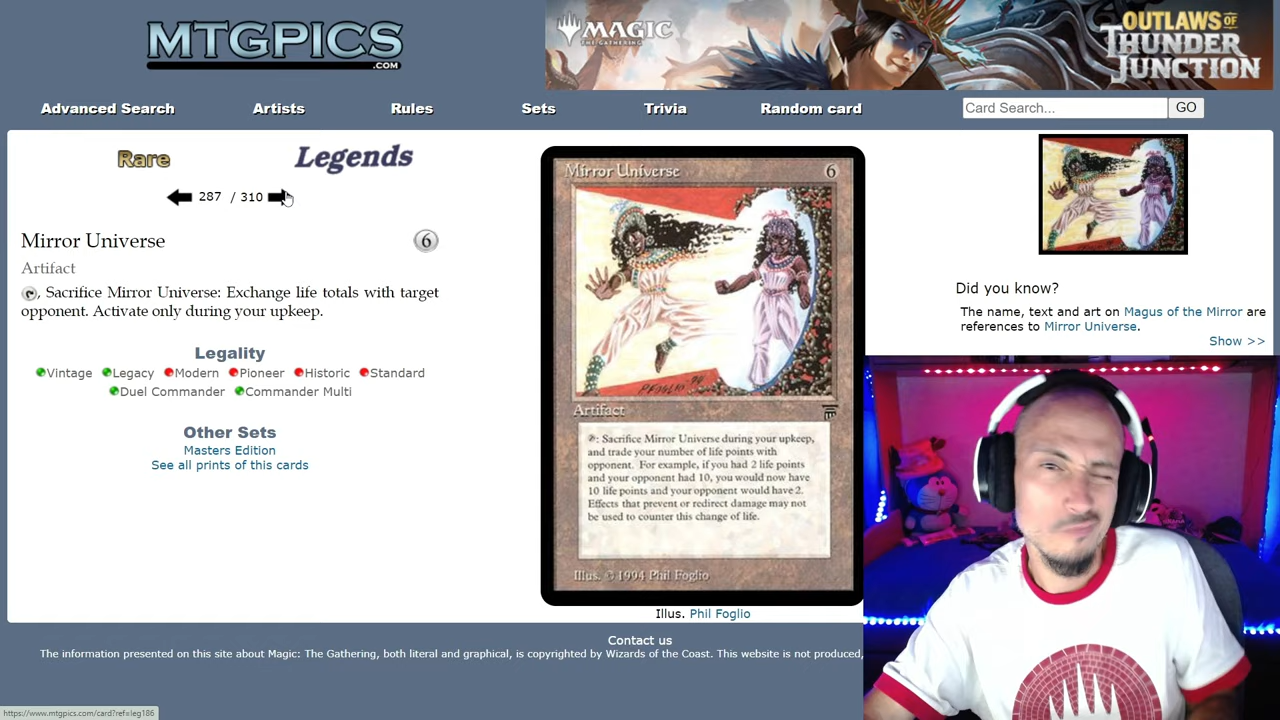 MTGPICS
.COM
MAGIC
THE GATHERING
OUTLAWS OF
THUNDER
JUNCTION
Advanced Search
Artists
Rules
Sets
Trivia
Random card
Card Search...
GO
Rare
Legends
287 / 310
Mirror Universe
6
Artifact
, Sacrifice Mirror Universe: Exchange life totals with target
opponent. Activate only during your upkeep.
Legality
Vintage Legacy Modern Pioneer Historic Standard
Duel Commander Commander Multi
Other Sets
Masters Edition
See all prints of this cards
Mirror Universe 6
PFOGLIO 94
Artifact
: Sacrifice Mirror Universe during your upkeep,
and trade your number of life points with
opponent. For example, if you had 2 life points
and your opponent had 10, you would now have
10 life points and your opponent would have 2.
Effects that prevent or redirect damage may not
be used to counter this change of life.
Illus. © 1994 Phil Foglio
Illus. Phil Foglio
Did you know?
The name, text and art on Magus of the Mirror are
references to Mirror Universe.
Show >>
Contact us
The information presented on this site about Magic: The Gathering, both literal and graphical, is copyrighted by Wizards of the Coast. This website is not produced,
https://www.mtgpics.com/card?ref=leg186